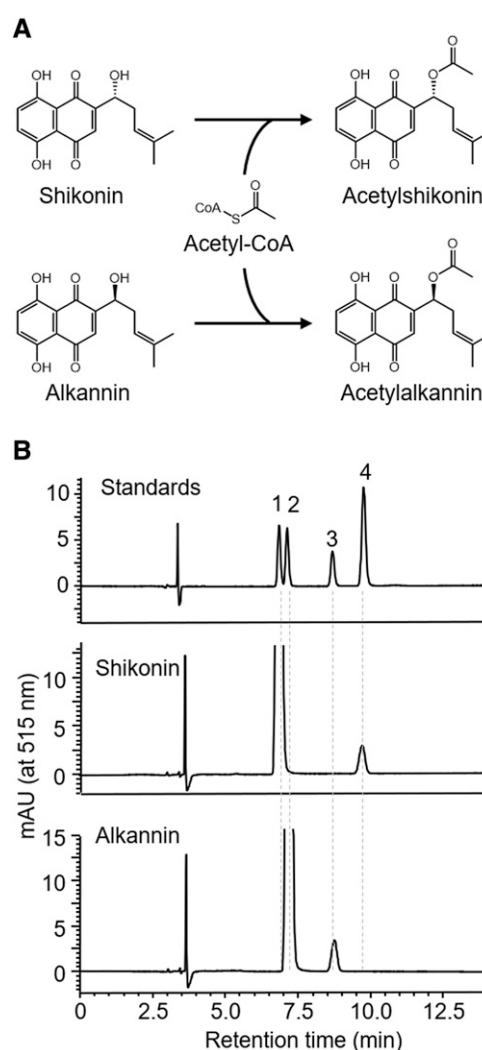 A
OH O OH
OH O
Shikonin
O
OH O O
OH O
Acetylshikonin
O
CoA S
Acetyl-CoA
OH O OH
OH O
Alkannin
O
OH O O
OH O
Acetylalkannin
B
mAU (at 515 nm)
Standards
1 2 3 4
10
5
0
Shikonin
10
5
0
Alkannin
15
10
5
0
0 2.5 5.0 7.5 10.0
Retention time (min)